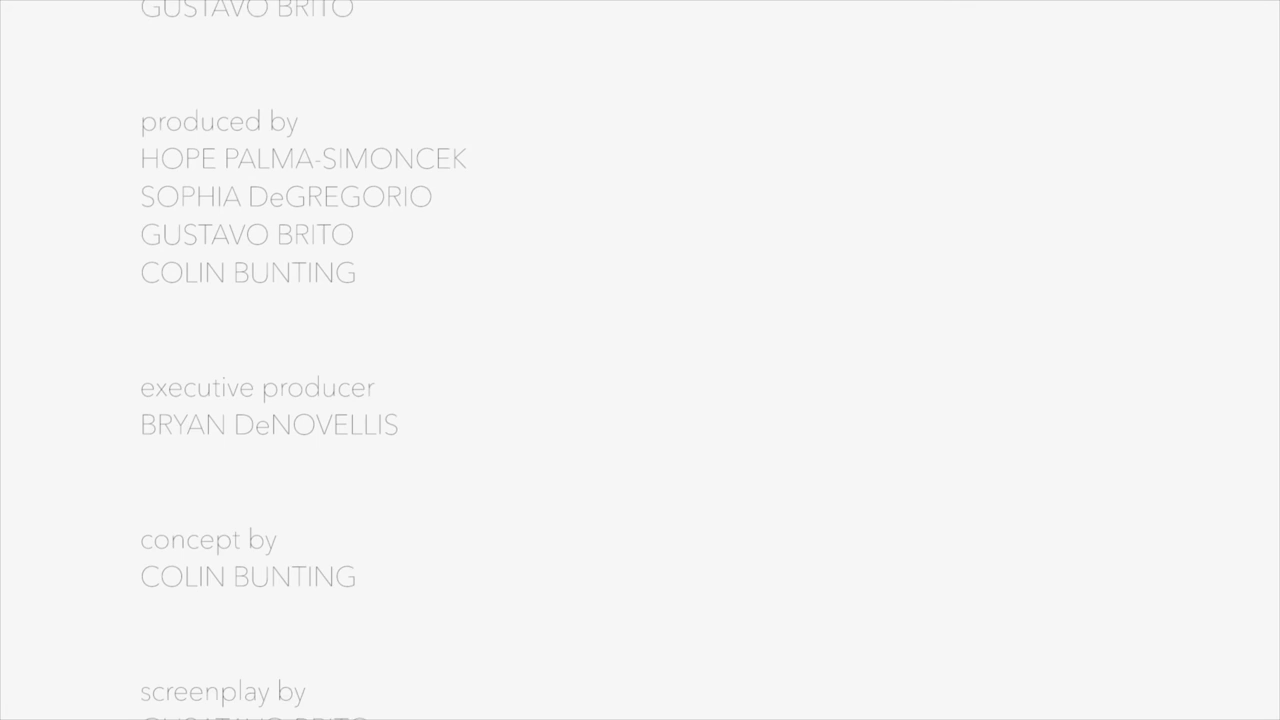 GUSTAVO BRITO
produced by
HOPE PALMA-SIMONCEK
SOPHIA DeGREGORIO
GUSTAVO BRITO
COLIN BUNTING
executive producer
BRYAN DeNOVELLIS
concept by
COLIN BUNTING
screenplay by